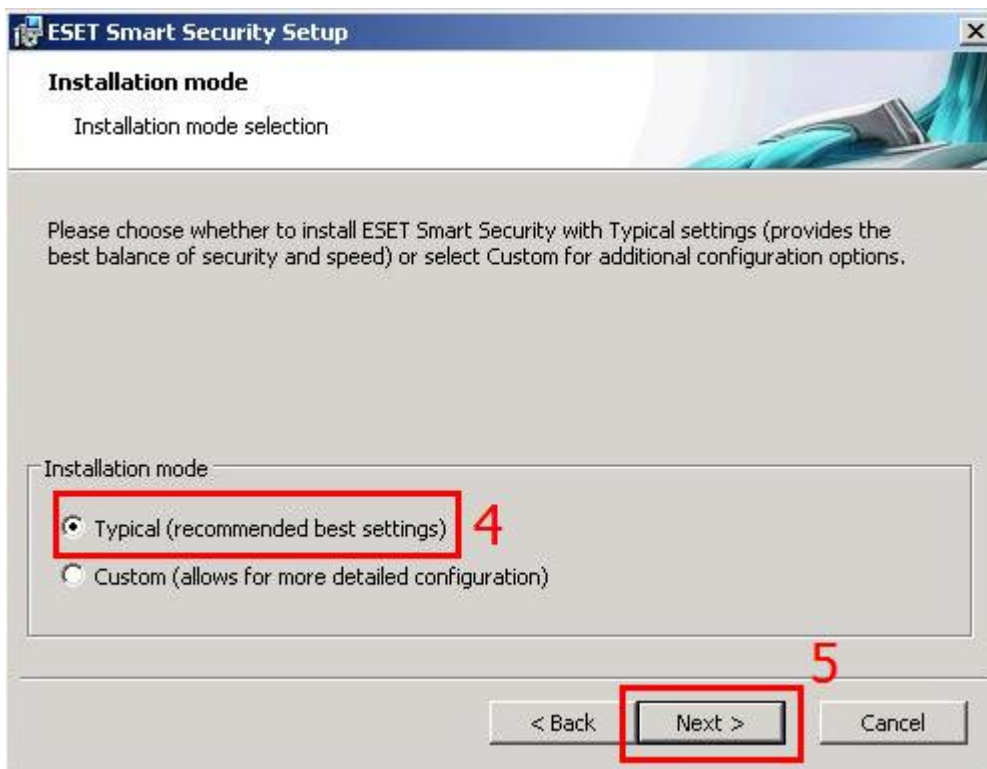 ESET Smart Security Setup
Installation mode
Installation mode selection
Please choose whether to install ESET Smart Security with Typical settings (provides the
best balance of security and speed) or select Custom for additional configuration options.
Installation mode
Typical (recommended best settings) 4
Custom (allows for more detailed configuration)
5
< Back Next > Cancel